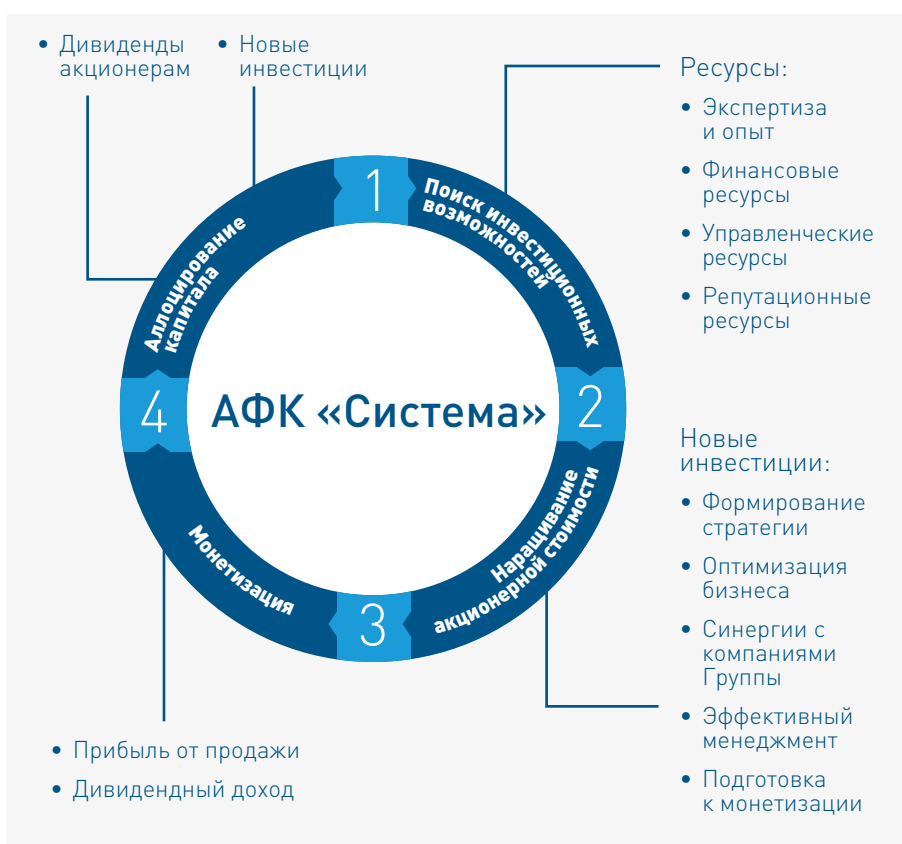 • Дивиденды
акционерам
• Новые
инвестиции
Ресурсы:
• Экспертиза
и опыт
• Финансовые
ресурсы
• Управленческие
ресурсы
• Репутационные
ресурсы
1
Поиск инвестиционных
возможностей
2
Наращивание
акционерной стоимости
3
Монетизация
4
Аллоцирование
капитала
АФК «Система»
Новые
инвестиции:
• Формирование
стратегии
• Оптимизация
бизнеса
• Синергии с
компаниями
Группы
• Эффективный
менеджмент
• Подготовка
к монетизации
• Прибыль от продажи
• Дивидендный доход